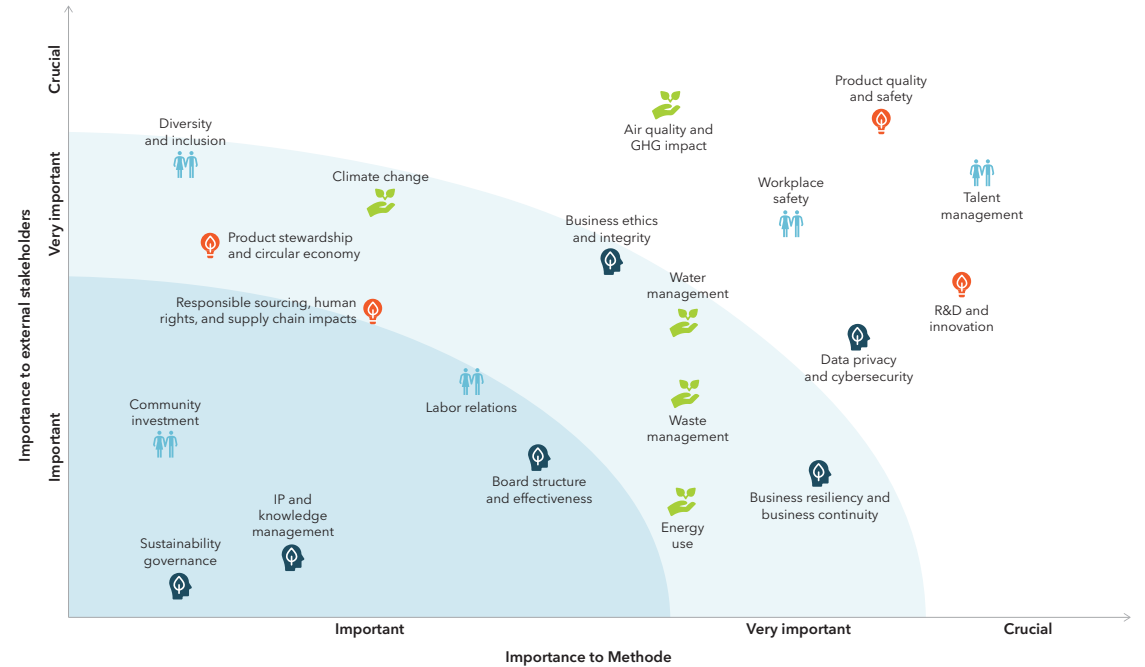 Crucial
Very important
Important
Importance to external stakeholders
Product quality
and safety
Air quality and
GHG impact
Diversity
and inclusion
Climate change
Workplace
safety
Talent
management
Product stewardship
and circular economy
Business ethics
and integrity
Water
management
Responsible sourcing, human
rights, and supply chain impacts
R&D and
innovation
Data privacy
and cybersecurity
Labor relations
Community
investment
Waste
management
Board structure
and effectiveness
Business resiliency and
business continuity
IP and
knowledge
management
Energy
use
Sustainability
governance
Important
Very important
Crucial
Importance to Methode